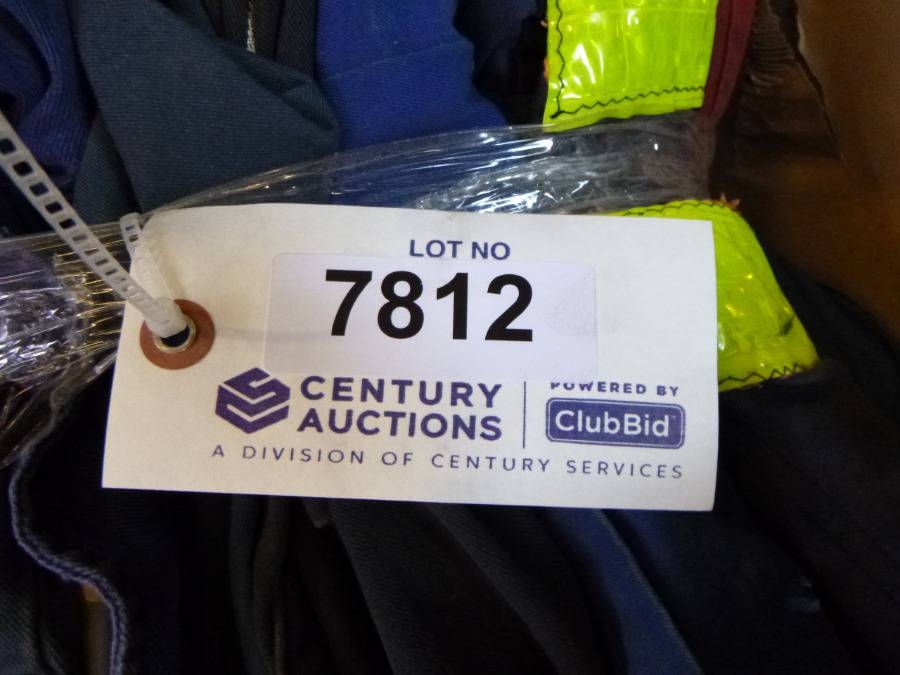 LOT NO
7812
CENTURY
AUCTIONS
POWERED BY
ClubBid
A DIVISION OF CENTURY SERVICES